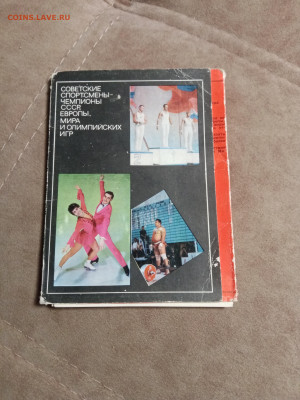 COINS.LAVE.RU
СОВЕТСКИЕ
СПОРТСМЕНЫ-
ЧЕМПИОНЫ
СССР,
ЕВРОПЫ,
МИРА
И ОЛИМПИЙСКИХ
ИГР